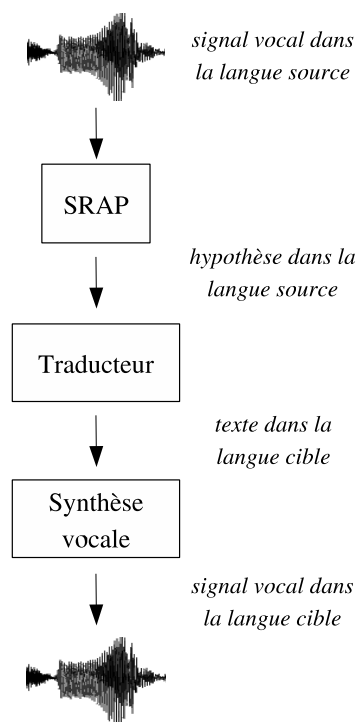 signal vocal dans
la langue source
SRAP
hypothèse dans la
langue source
Traducteur
texte dans la
langue cible
Synthèse
vocale
signal vocal dans
la langue cible